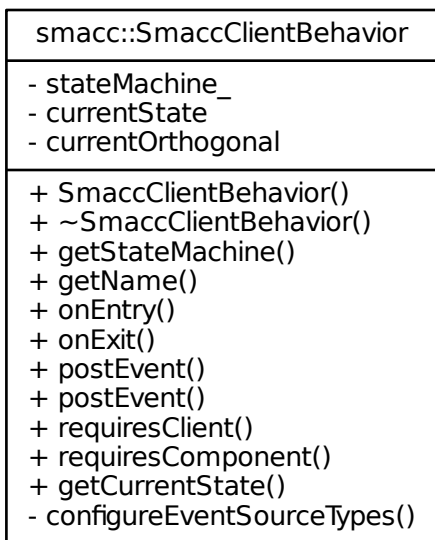 smacc::SmaccClientBehavior
- stateMachine_
- currentState
- currentOrthogonal
+ SmaccClientBehavior()
+ ~SmaccClientBehavior()
+ getStateMachine()
+ getName()
+ onEntry()
+ onExit()
+ postEvent()
+ postEvent()
+ requiresClient()
+ requiresComponent()
+ getCurrentState()
- configureEventSourceTypes()